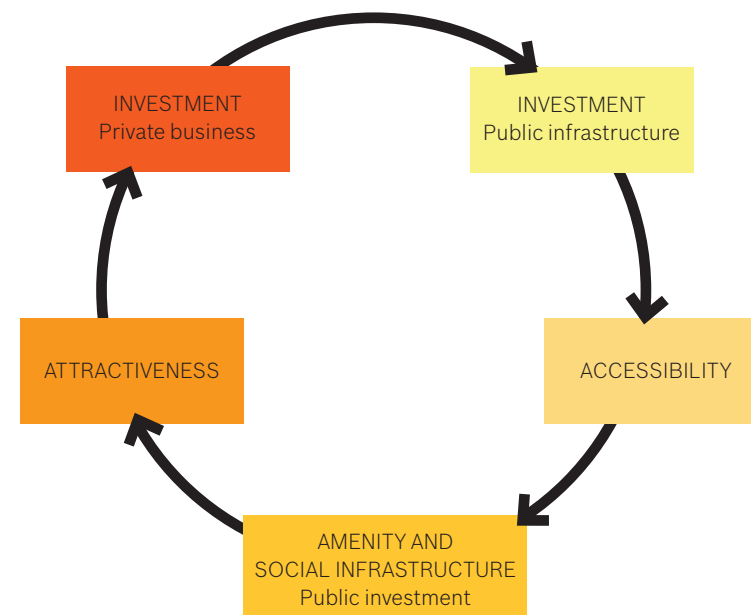 INVESTMENT
Private business
INVESTMENT
Public infrastructure
ATTRACTIVENESS
ACCESSIBILITY
AMENITY AND
SOCIAL INFRASTRUCTURE
Public investment